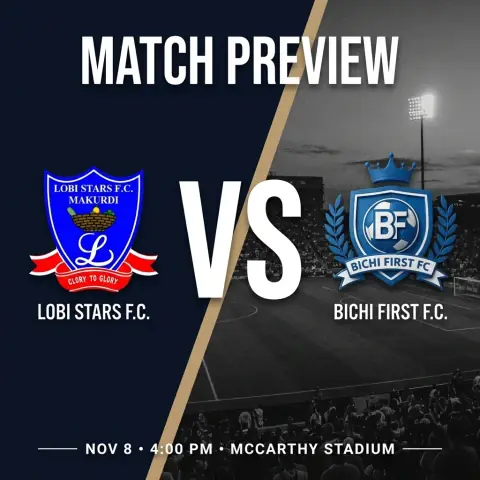 MATCH PREVIEW
LOBI STARS F.C.
MAKURDI
L
GLORY TO GLORY
VS
BF
BICHI FIRST FC
LOBI STARS F.C.
BICHI FIRST F.C.
NOV 8 • 4:00 PM • MCCARTHY STADIUM